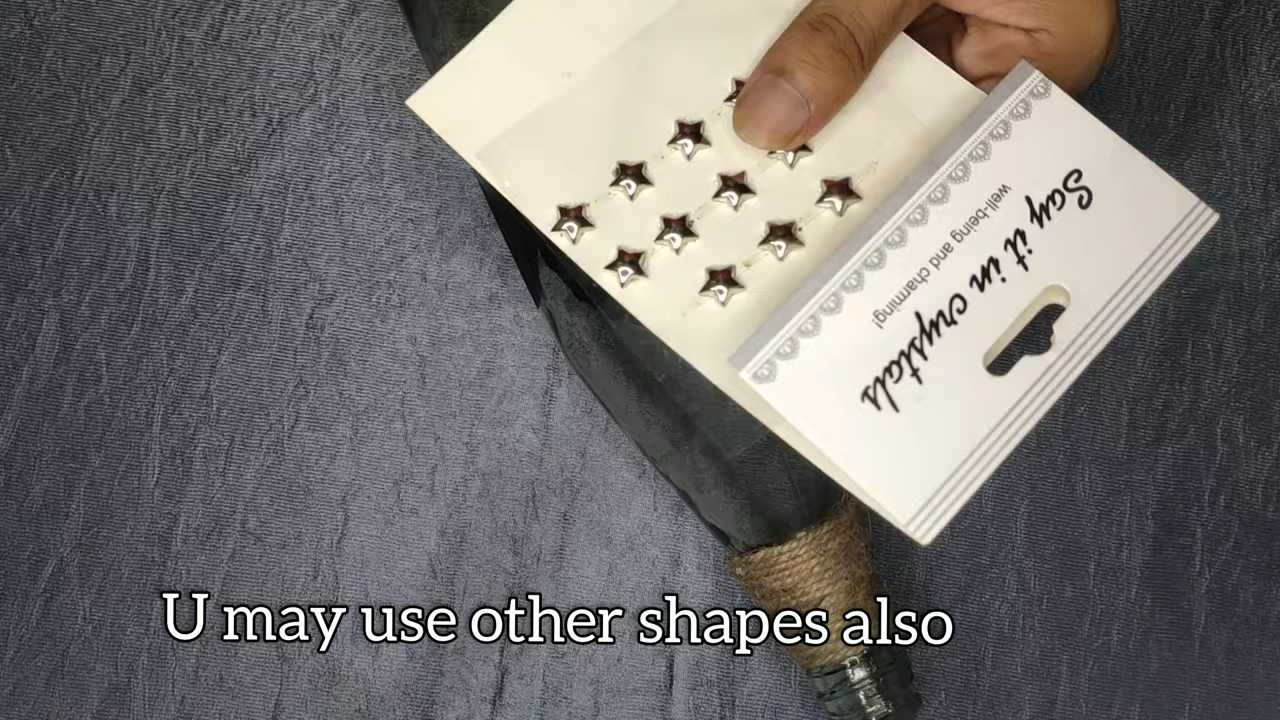 Say it in crystals
well-being and charming!
U may use other shapes also